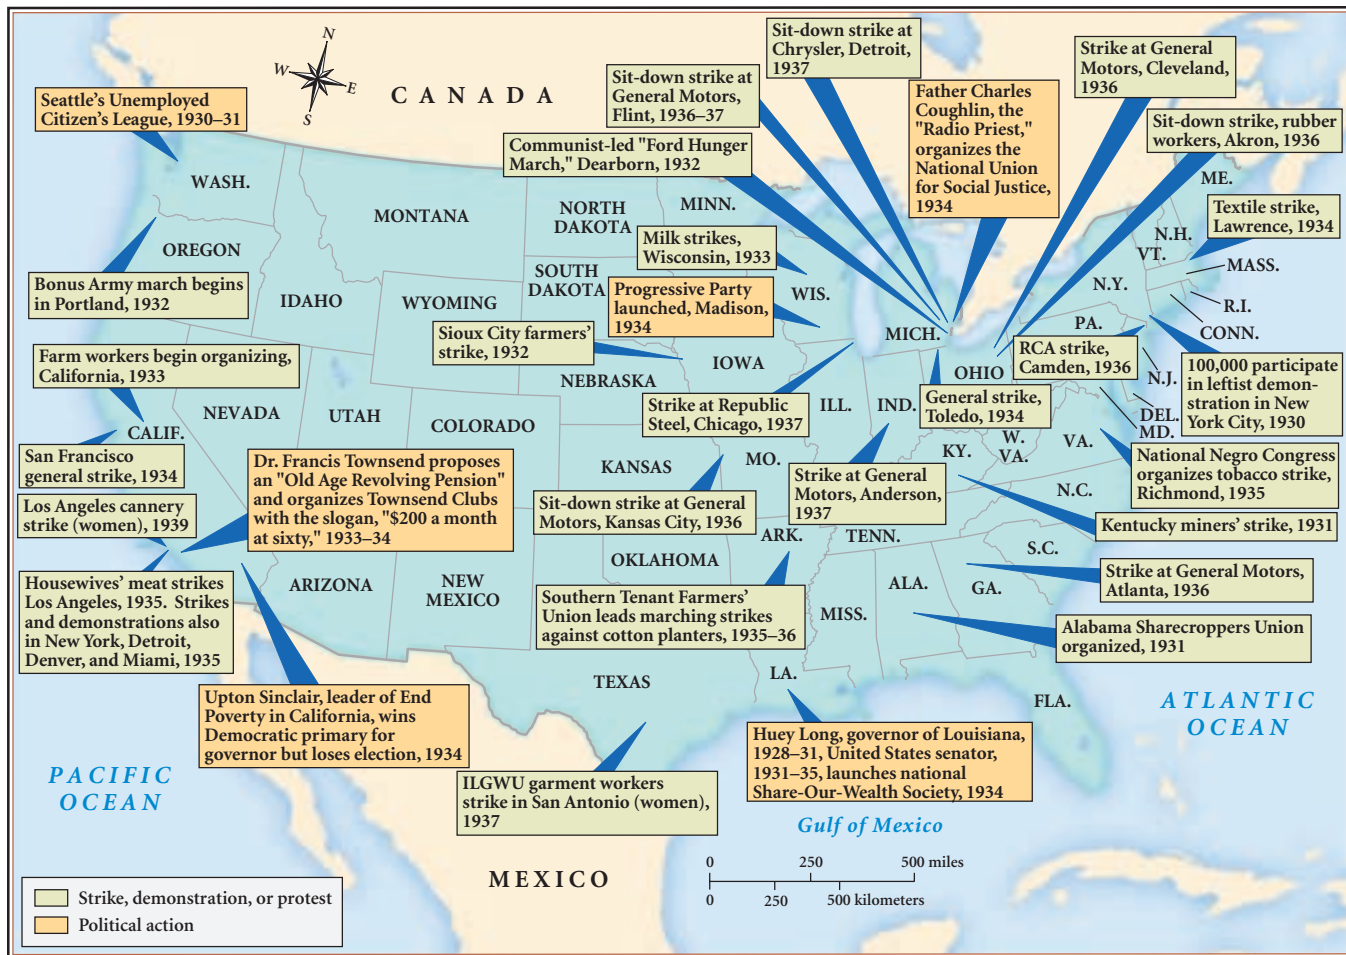 N
W
E
S
CANADA
Seattle's Unemployed
Citizen's League, 1930–31
Sit-down strike at
Chrysler, Detroit,
1937
Sit-down strike at
General Motors,
Flint, 1936–37
Communist-led "Ford Hunger
March," Dearborn, 1932
Father Charles
Coughlin, the
"Radio Priest,"
organizes the
National Union
for Social Justice,
1934
Strike at General
Motors, Cleveland,
1936
Sit-down strike, rubber
workers, Akron, 1936
Textile strike,
Lawrence, 1934
WASH.
MONTANA
NORTH
DAKOTA
MINN.
ME.
N.H.
VT.
MASS.
OREGON
Bonus Army march begins
in Portland, 1932
IDAHO
WYOMING
SOUTH
DAKOTA
Milk strikes,
Wisconsin, 1933
WIS.
Progressive Party
launched, Madison,
1934
N.Y.
R.I.
CONN.
MICH.
PA.
Sioux City farmers'
strike, 1932
IOWA
NEBRASKA
Farm workers begin organizing,
California, 1933
RCA strike,
Camden, 1936
N.J.
100,000 participate
in leftist demon-
stration in New
York City, 1930
OHIO
General strike,
Toledo, 1934
DEL.
MD.
NEVADA
UTAH
COLORADO
Strike at Republic
Steel, Chicago, 1937
ILL.
IND.
CALIF.
San Francisco
general strike, 1934
KANSAS
MO.
KY.
W.
VA.
VA.
National Negro Congress
organizes tobacco strike,
Richmond, 1935
Dr. Francis Townsend proposes
an "Old Age Revolving Pension"
and organizes Townsend Clubs
with the slogan, "$200 a month
at sixty," 1933–34
Los Angeles cannery
strike (women), 1939
Sit-down strike at General
Motors, Kansas City, 1936
Strike at General
Motors, Anderson,
1937
N.C.
Kentucky miners' strike, 1931
ARIZONA
NEW
MEXICO
OKLAHOMA
ARK.
TENN.
S.C.
Housewives' meat strikes
Los Angeles, 1935. Strikes
and demonstrations also
in New York, Detroit,
Denver, and Miami, 1935
Southern Tenant Farmers'
Union leads marching strikes
against cotton planters, 1935–36
MISS.
ALA.
GA.
Strike at General Motors,
Atlanta, 1936
Alabama Sharecroppers Union
organized, 1931
TEXAS
LA.
FLA.
ATLANTIC
OCEAN
Upton Sinclair, leader of End
Poverty in California, wins
Democratic primary for
governor but loses election, 1934
Huey Long, governor of Louisiana,
1928–31, United States senator,
1931–35, launches national
Share-Our-Wealth Society, 1934
PACIFIC
OCEAN
ILGWU garment workers
strike in San Antonio (women),
1937
Gulf of Mexico
MEXICO
0 250 500 miles
0 250 500 kilometers
Strike, demonstration, or protest
Political action